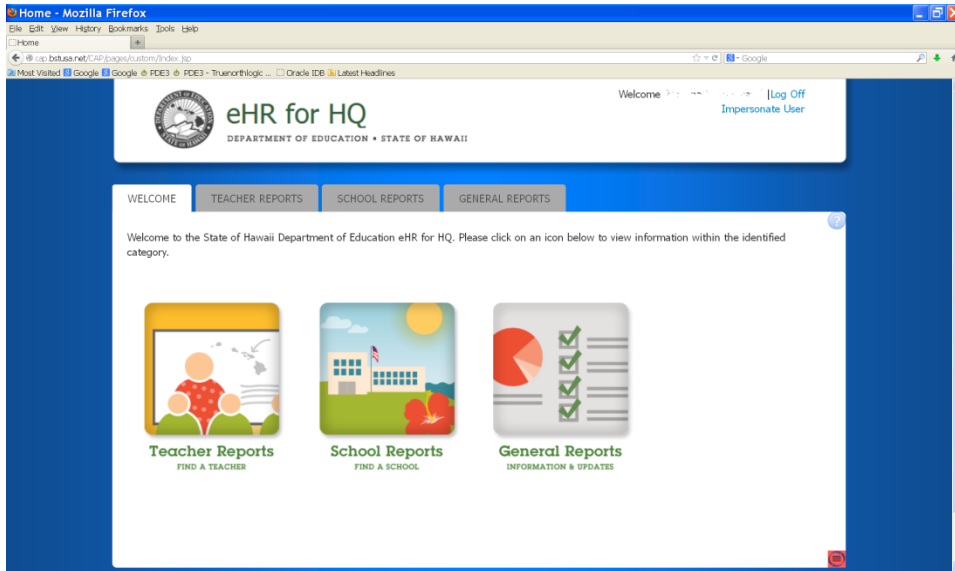 Home - Mozilla Firefox
File Edit View History Bookmarks Tools Help
Home +
cap.bstusa.net/CAP/pages/custom/Index.jsp Google
Most Visited Google Google PDE3 PDE3 - Truenorthlogic ... Oracle IDB Latest Headlines
Welcome |Log Off
Impersonate User
eHR for HQ
DEPARTMENT OF EDUCATION • STATE OF HAWAII
WELCOME TEACHER REPORTS SCHOOL REPORTS GENERAL REPORTS
?
Welcome to the State of Hawaii Department of Education eHR for HQ. Please click on an icon below to view information within the identified
category.
Teacher Reports School Reports General Reports
FIND A TEACHER FIND A SCHOOL INFORMATION & UPDATES